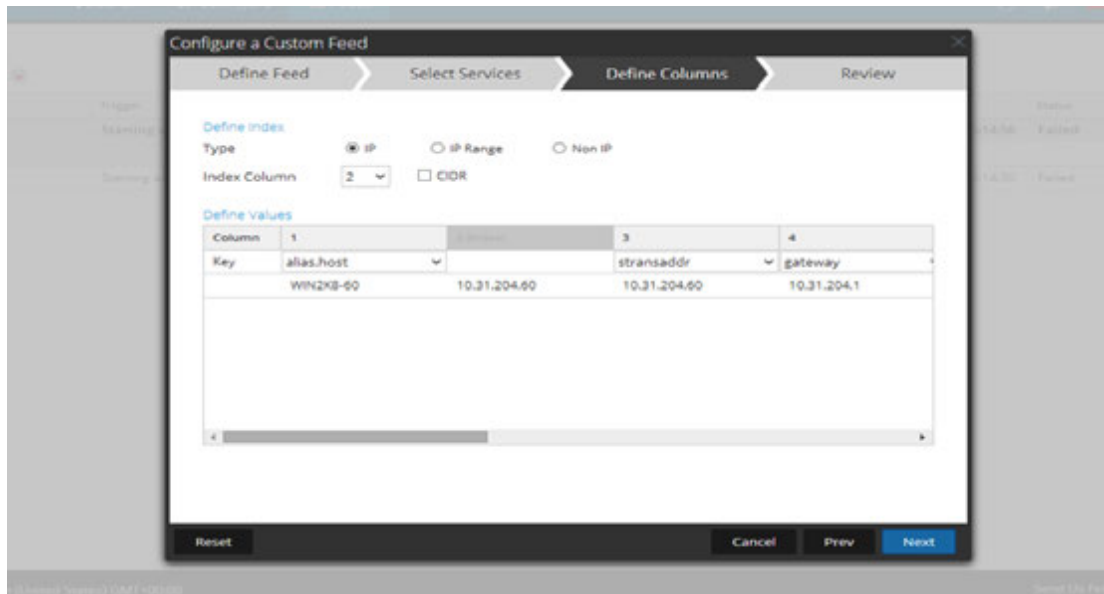 Configure a Custom Feed
Define Feed Select Services Define Columns Review
Define Index
Type IP IP Range Non IP
Index Column 2 CIDR
Define Values
Column 1 3 4
Key alias.host stransaddr gateway
WIN2K8-60 10.31.204.60 10.31.204.60 10.31.204.1
Reset Cancel Prev Next